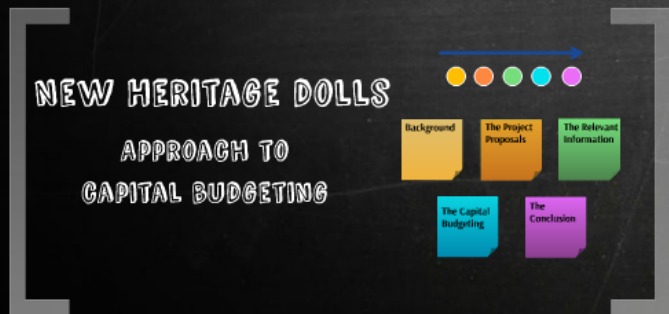 NEW HERITAGE DOLLS
APPROACH TO
CAPITAL BUDGETING
Background
The Project
Proposals
The Relevant
Information
The Capital
Budgeting
The
Conclusion